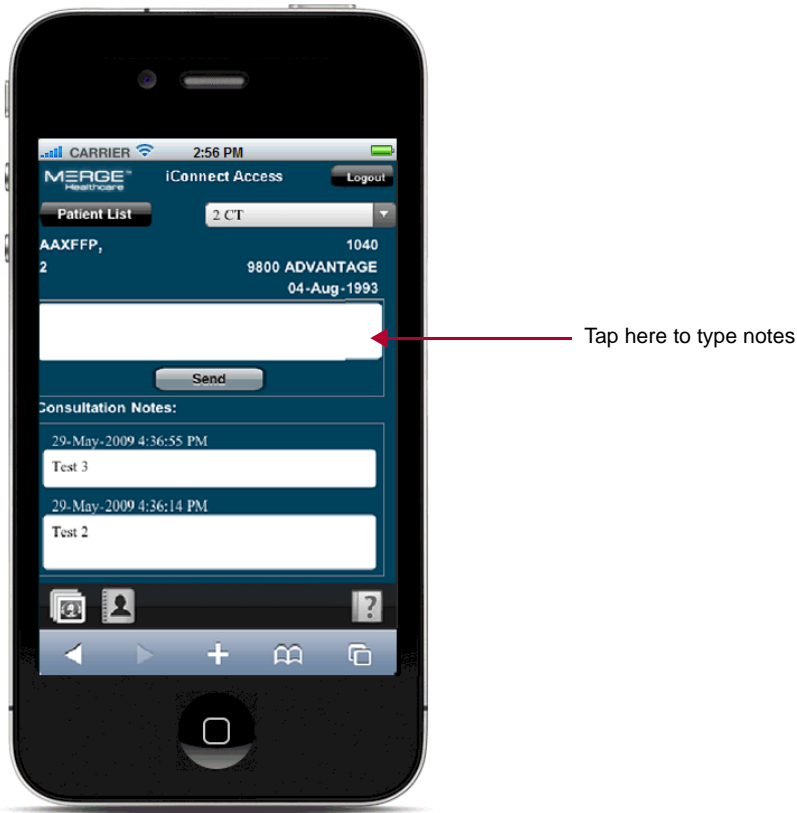 CARRIER 2:56 PM
MERGE™ iConnect Access Logout
Healthcare
Patient List 2 CT
AAXFFP, 1040
2 9800 ADVANTAGE
04-Aug-1993
Tap here to type notes
Send
Consultation Notes:
29-May-2009 4:36:55 PM
Test 3
29-May-2009 4:36:14 PM
Test 2
?